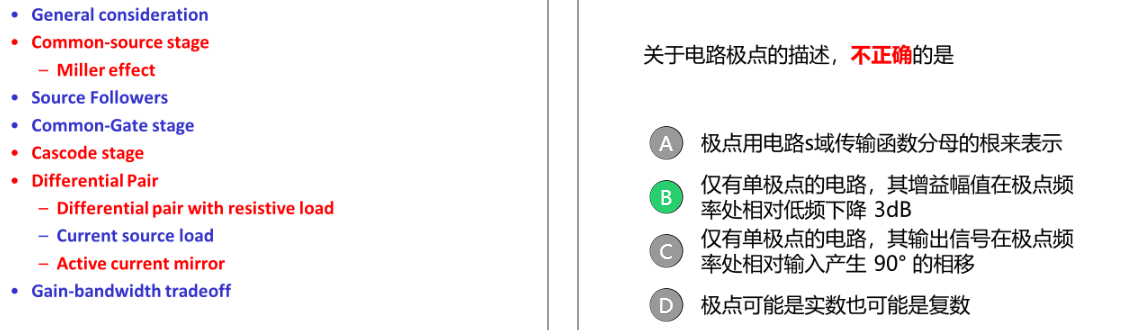 • General consideration
• Common-source stage
– Miller effect
• Source Followers
• Common-Gate stage
• Cascode stage
• Differential Pair
– Differential pair with resistive load
– Current source load
– Active current mirror
• Gain-bandwidth tradeoff
关于电路极点的描述，不正确的是
A 极点用电路s域传输函数分母的根来表示
B 仅有单极点的电路，其增益幅值在极点频
率处相对低频下降 3dB
C 仅有单极点的电路，其输出信号在极点频
率处相对输入产生 90° 的相移
D 极点可能是实数也可能是复数